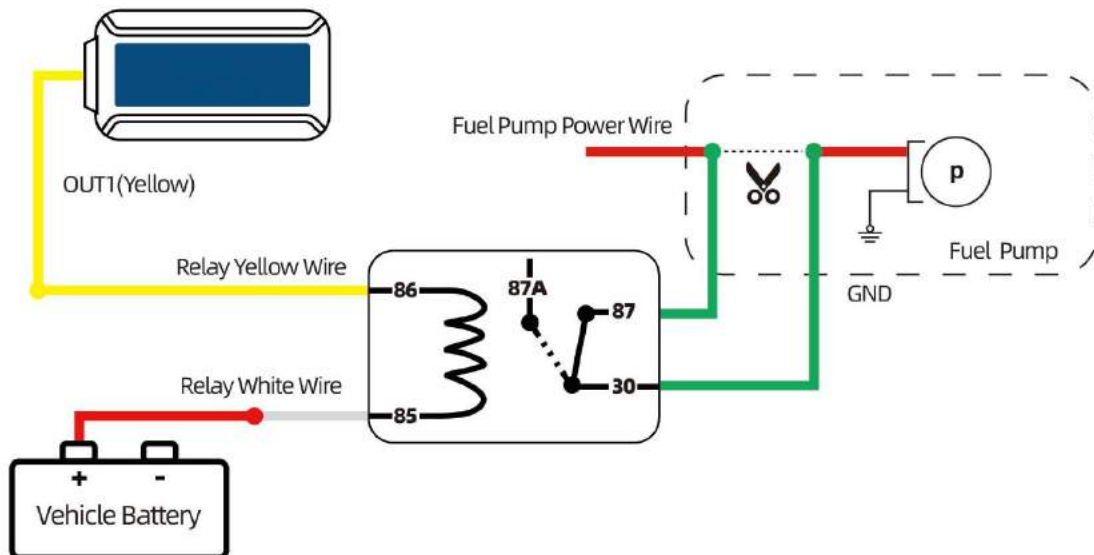 Fuel Pump Power Wire
OUT1(Yellow)
p
Fuel Pump
GND
Relay Yellow Wire
86
87A
87
30
Relay White Wire
85
+ -
Vehicle Battery